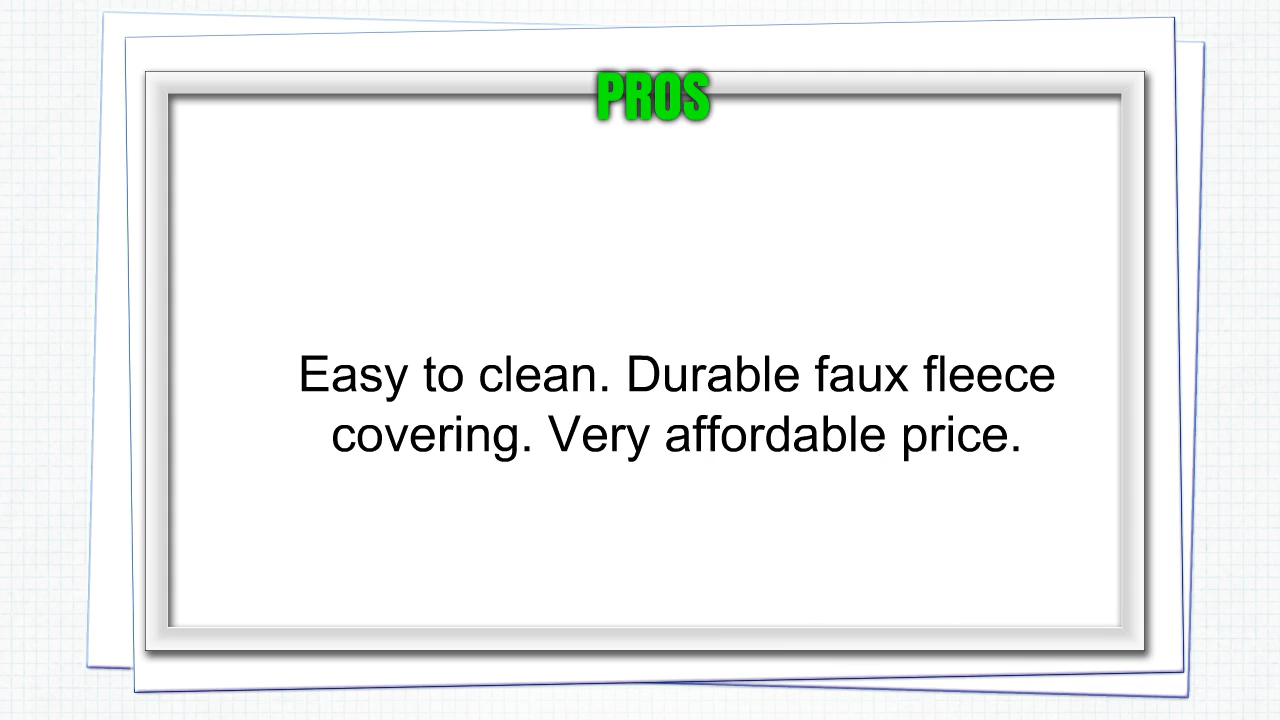 PROS
Easy to clean. Durable faux fleece
covering. Very affordable price.